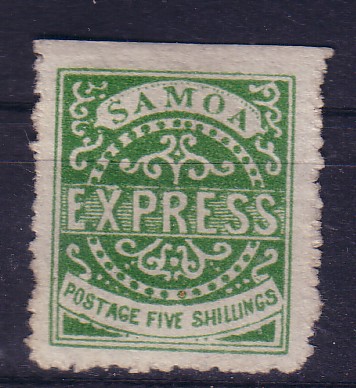 SAMOA
EXPRESS
POSTAGE FIVE SHILLINGS